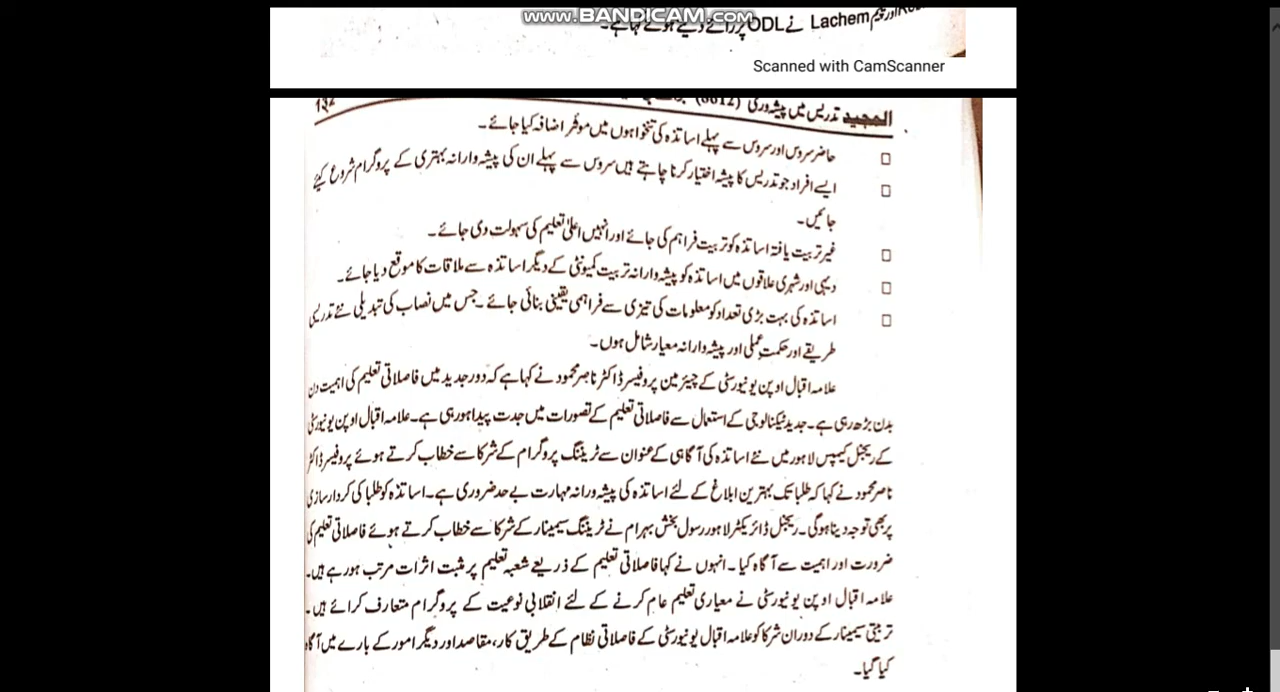 www.BANDICAM.com
Lachem نے ODL پر رائے دیتے ہوئے کہا ہے۔
Scanned with CamScanner
المجید تدریس میں پیشہ وری (8612)
۱۳۲
□ حاضر سروس اور سروس سے پہلے اساتذہ کی تنخواہوں میں موثر اضافہ کیا جائے۔
□ ایسے افراد جو تدریس کا پیشہ اختیار کرنا چاہتے ہیں سروس سے پہلے ان کی پیشہ وارانہ بہتری کے پروگرام شروع کیئے
جائیں۔
□ غیر تربیت یافتہ اساتذہ کو تربیت فراہم کی جائے اور انہیں اعلیٰ تعلیم کی سہولت دی جائے۔
□ دیہی اور شہری علاقوں میں اساتذہ کو پیشہ وارانہ تربیت کمیونٹی کے دیگر اساتذہ سے ملاقات کا موقع دیا جائے۔
□ اساتذہ کی بہت بڑی تعداد کو معلومات کی تیزی سے فراہمی یقینی بنائی جائے۔ جس میں نصاب کی تبدیلی نئے تدریسی
طریقے اور حکمت عملی اور پیشہ وارانہ معیار شامل ہوں۔
علامہ اقبال اوپن یونیورسٹی کے چیئرمین پروفیسر ڈاکٹر ناصر محمود نے کہا ہے کہ دور جدید میں فاصلاتی تعلیم کی اہمیت دن
بدن بڑھ رہی ہے۔ جدید ٹیکنالوجی کے استعمال سے فاصلاتی تعلیم کے تصورات میں جدت پیدا ہو رہی ہے۔ علامہ اقبال اوپن یونیورسٹی
کے ریجنل کیمپس لاہور میں نئے اساتذہ کی آگاہی کے عنوان سے ٹریننگ پروگرام کے شرکا سے خطاب کرتے ہوئے پروفیسر ڈاکٹر
ناصر محمود نے کہا کہ طلبا تک بہترین ابلاغ کے لئے اساتذہ کی پیشہ ورانہ مہارت بے حد ضروری ہے۔ اساتذہ کو طلبا کی کردار سازی
پر بھی توجہ دینا ہوگی۔ ریجنل ڈائریکٹر لاہور رسول بخش بہرام نے ٹریننگ سیمینار کے شرکا سے خطاب کرتے ہوئے فاصلاتی تعلیم کی
ضرورت اور اہمیت سے آگاہ کیا۔ انہوں نے کہا فاصلاتی تعلیم کے ذریعے شعبہ تعلیم پر مثبت اثرات مرتب ہو رہے ہیں۔
علامہ اقبال اوپن یونیورسٹی نے معیاری تعلیم عام کرنے کے لئے انقلابی نوعیت کے پروگرام متعارف کرائے ہیں۔
تربیتی سیمینار کے دوران شرکا کو علامہ اقبال یونیورسٹی کے فاصلاتی نظام کے طریق کار، مقاصد اور دیگر امور کے بارے میں آگاہ
کیا گیا۔